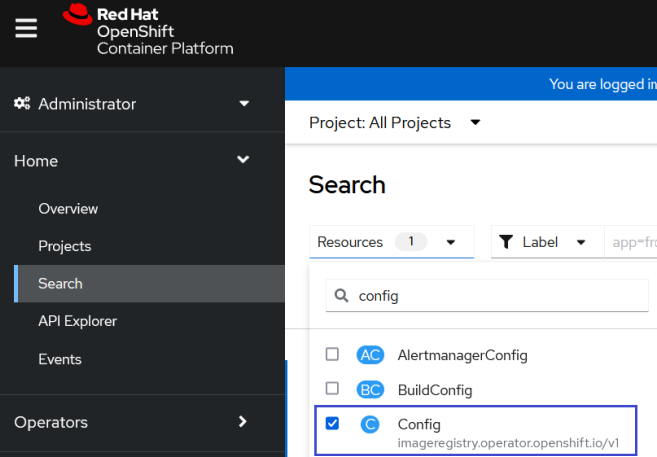 Red Hat
OpenShift
Container Platform
You are logged in
Administrator
Project: All Projects
Home
Search
Overview
Resources 1 Label app=fro
Projects
Search
config
API Explorer
AC AlertmanagerConfig
Events
BC BuildConfig
Operators
C Config
imageregistry.operator.openshift.io/v1